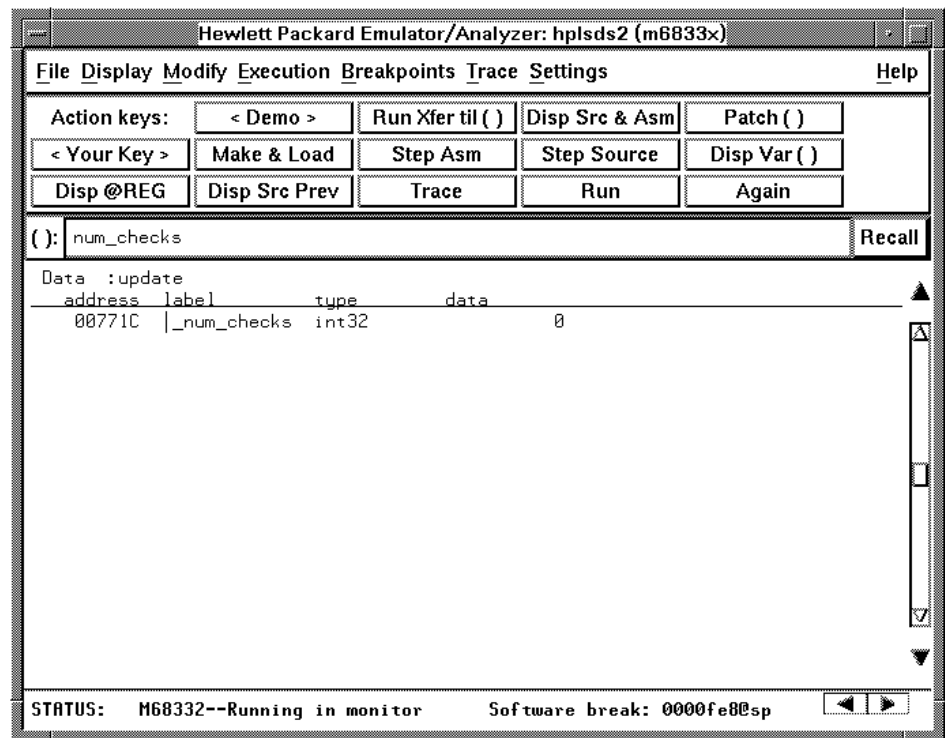 Hewlett Packard Emulator/Analyzer: hplsds2 (m6833x)
File Display Modify Execution Breakpoints Trace Settings Help
Action keys: < Demo > Run Xfer til ( ) Disp Src & Asm Patch ( )
< Your Key > Make & Load Step Asm Step Source Disp Var ( )
Disp @REG Disp Src Prev Trace Run Again
( ): num_checks Recall
Data :update
address label type data
00771C |_num_checks int32 0
STATUS: M68332--Running in monitor Software break: 0000fe8@sp